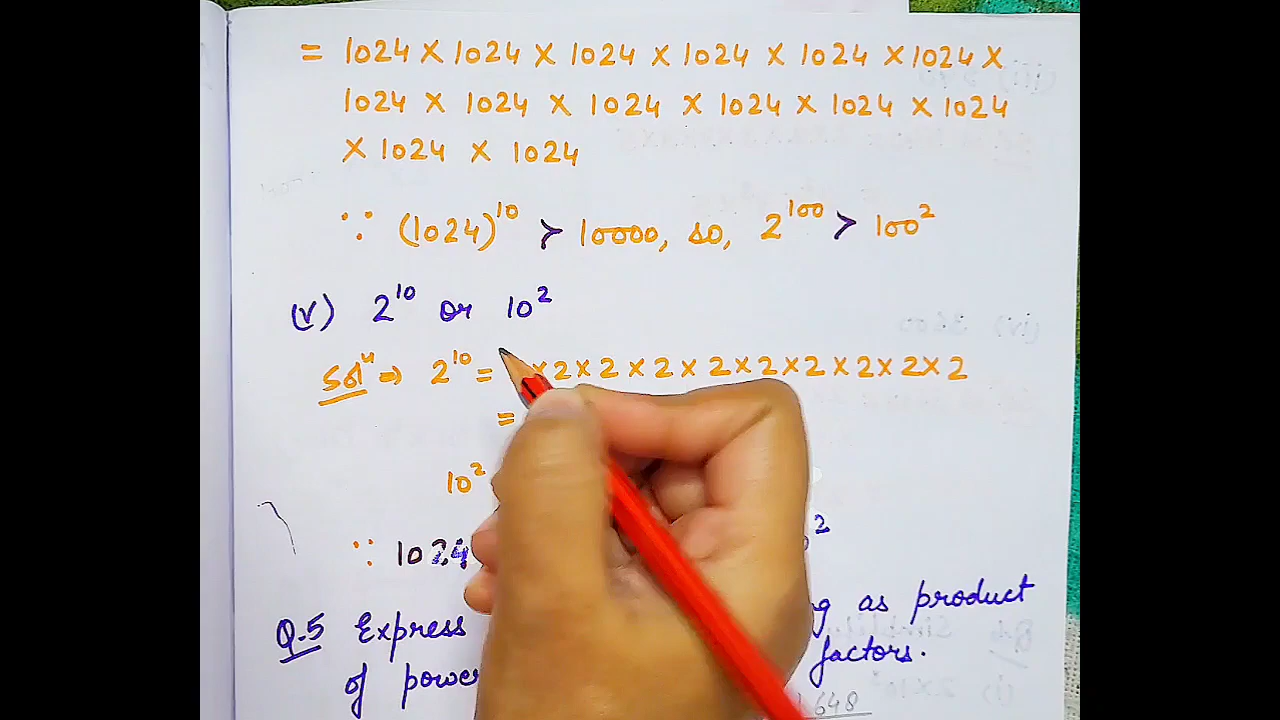 = 1024 × 1024 × 1024 × 1024 × 1024 × 1024 ×
1024 × 1024 × 1024 × 1024 × 1024 × 1024
× 1024 × 1024
∵ (1024)¹⁰ > 10000, so, 2¹⁰⁰ > 100²
(v) 2¹⁰ or 10²
Solⁿ ⇒ 2¹⁰ = × 2 × 2 × 2 × 2 × 2 × 2 × 2 × 2 × 2
=
10²
∵ 1024
Q.5 Express as product
of factors.
648